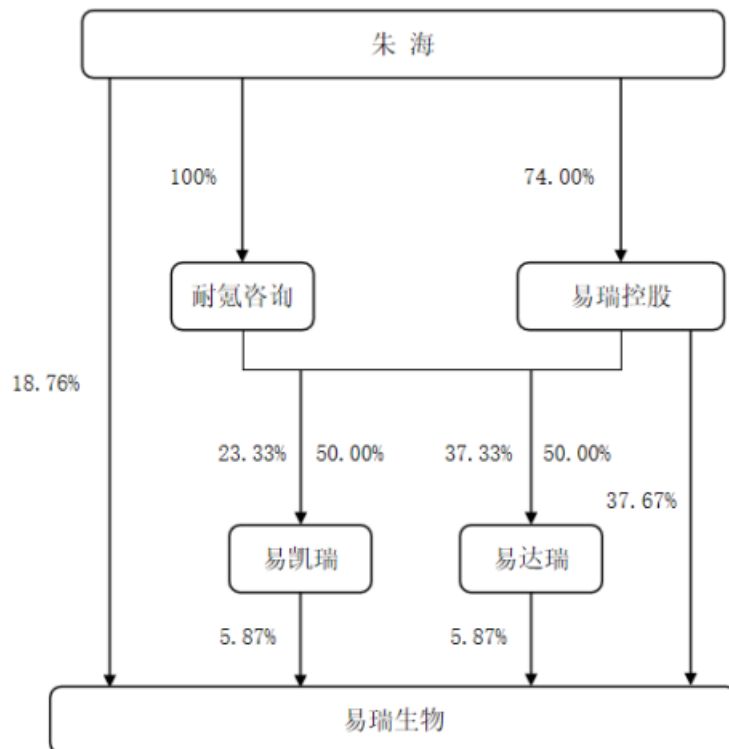 朱 海
100%
74.00%
耐氪咨询
易瑞控股
18.76%
23.33%
50.00%
37.33%
50.00%
37.67%
易凯瑞
易达瑞
5.87%
5.87%
易瑞生物